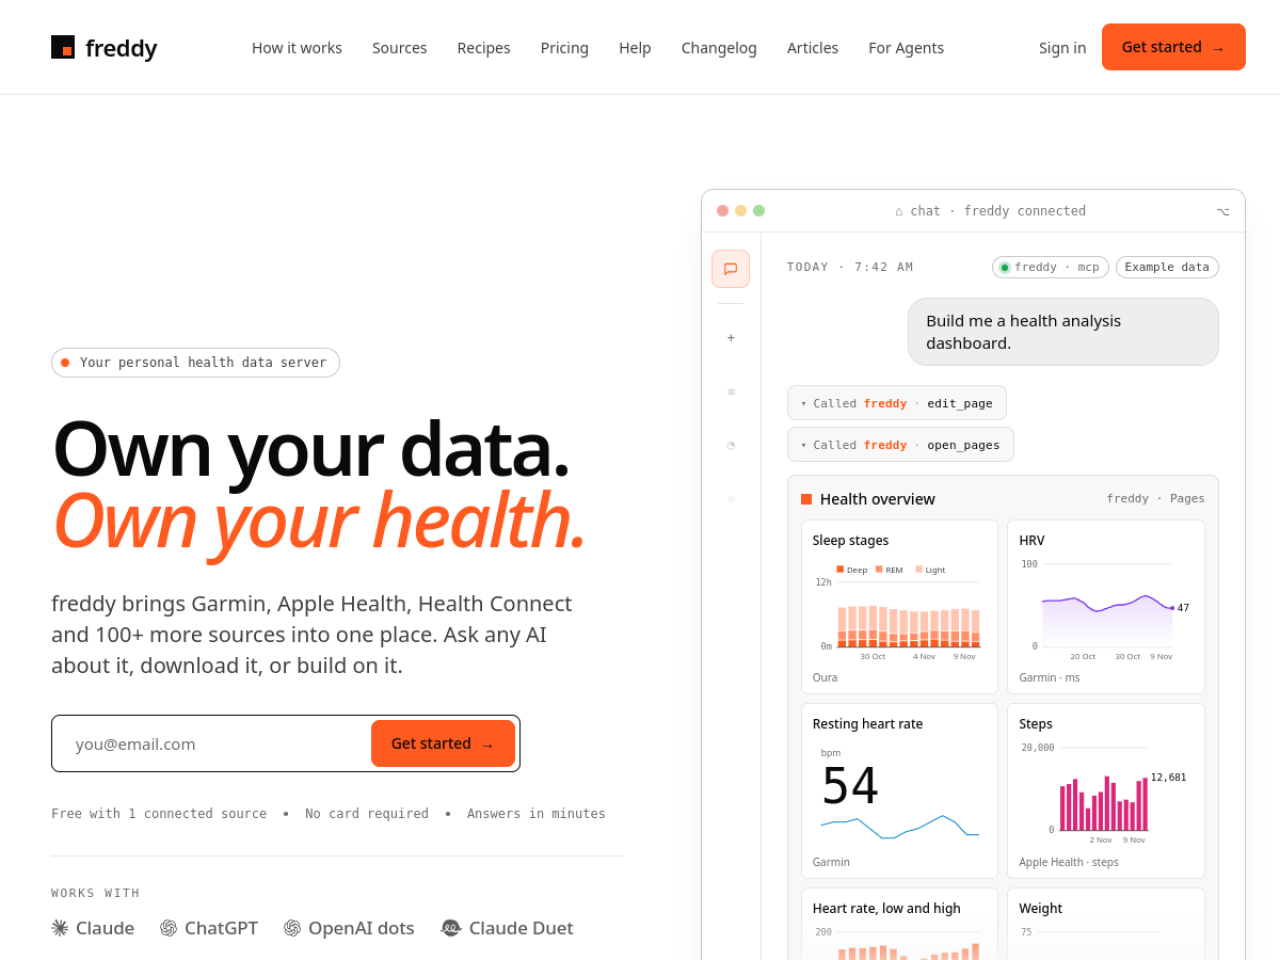 freddy
How it works Sources Recipes Pricing Help Changelog Articles For Agents
Sign in
Get started →
Your personal health data server
Own your data.
Own your health.
freddy brings Garmin, Apple Health, Health Connect
and 100+ more sources into one place. Ask any AI
about it, download it, or build on it.
you@email.com
Get started →
Free with 1 connected source • No card required • Answers in minutes
WORKS WITH
Claude ChatGPT OpenAI dots Claude Duet
⌂ chat · freddy connected
TODAY · 7:42 AM
freddy · mcp
Example data
Build me a health analysis
dashboard.
▾ Called freddy · edit_page
▾ Called freddy · open_pages
Health overview
freddy · Pages
Sleep stages
Deep REM Light
12h
0m
30 Oct 4 Nov 9 Nov
Oura
HRV
100
47
0
20 Oct 30 Oct 9 Nov
Garmin · ms
Resting heart rate
bpm
54
Garmin
Steps
20,000
12,681
0
2 Nov 9 Nov
Apple Health · steps
Heart rate, low and high
200
Weight
75